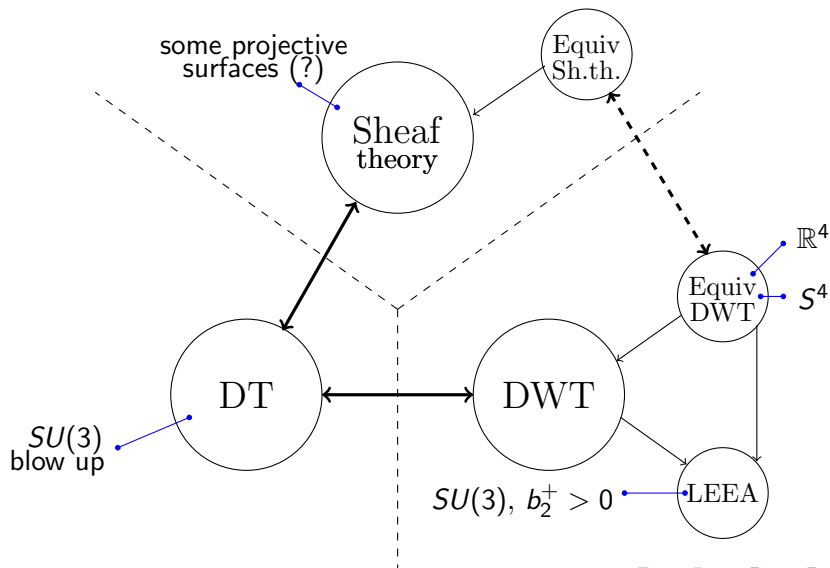 some projective
surfaces (?)
Equiv
Sh.th.
Sheaf
theory
ℝ⁴
Equiv
DWT
S⁴
DT
DWT
SU(3)
blow up
SU(3), b₂⁺ > 0
LEEA